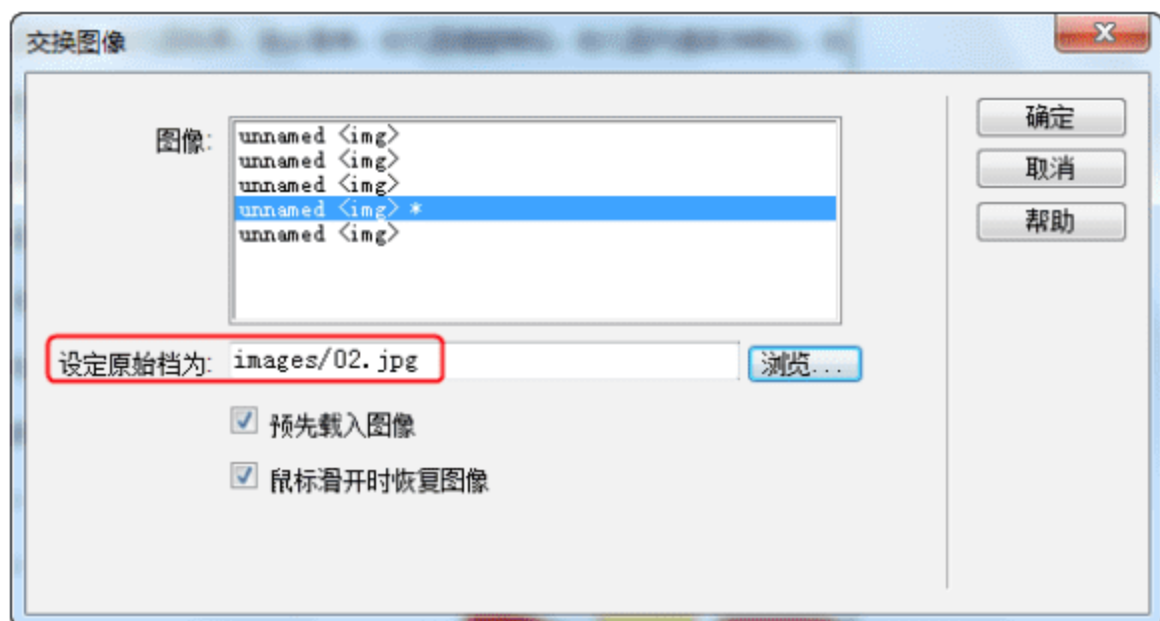 交换图像
图像:
unnamed <img>
unnamed <img>
unnamed <img>
unnamed <img> *
unnamed <img>
设定原始档为: images/02.jpg 浏览...
预先载入图像
鼠标滑开时恢复图像
确定
取消
帮助